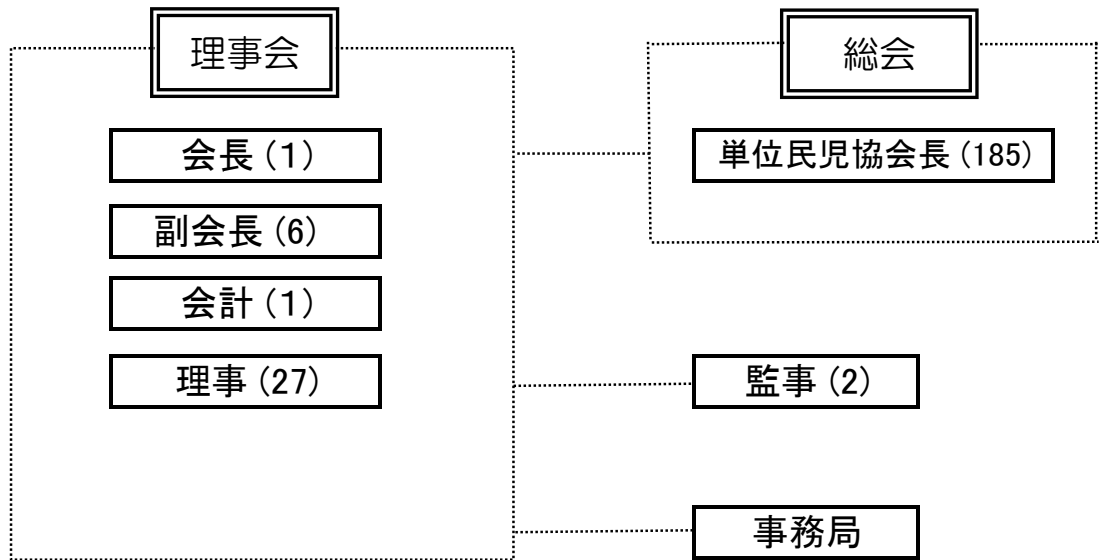 理事会
会長 (1)
副会長 (6)
会計 (1)
理事 (27)
総会
単位民児協会長 (185)
監事 (2)
事務局